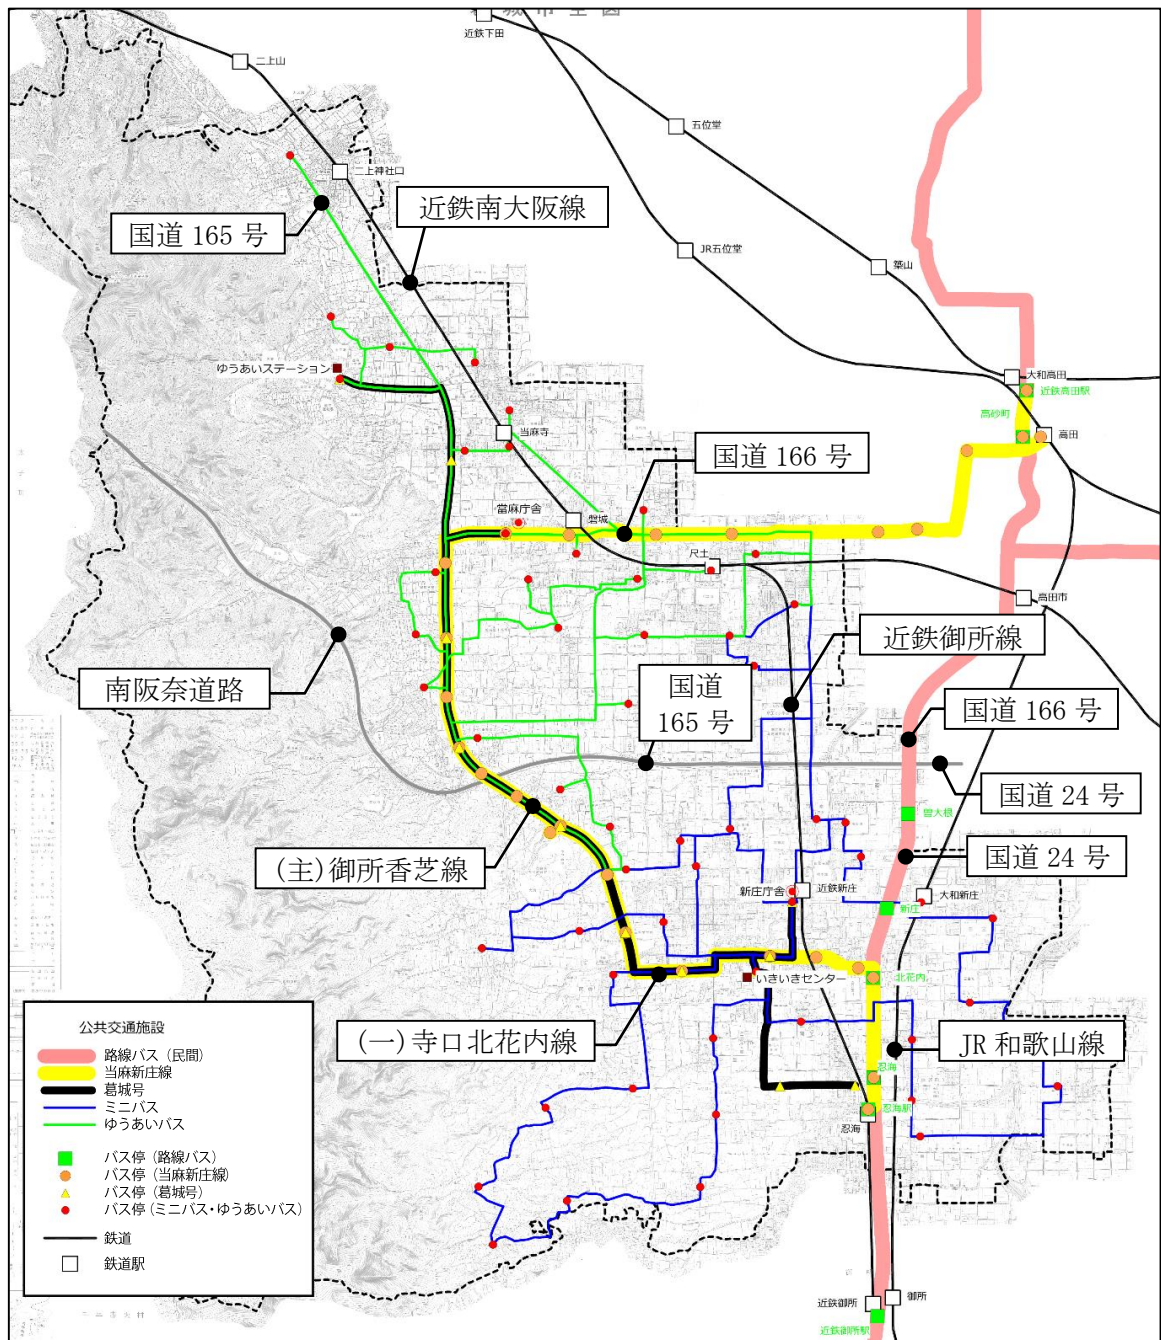 城市全図
近鉄下田
二上山
五位堂
二上神社口
近鉄南大阪線
国道 165 号
JR五位堂
築山
ゆうあいステーション
大和高田
近鉄高田駅
高砂町
高田
当麻寺
国道 166 号
當麻庁舎
磐城
尺土
高田市
近鉄御所線
南阪奈道路
国道
165 号
国道 166 号
国道 24 号
曽大根
国道 24 号
(主)御所香芝線
新庄庁舎
近鉄新庄
大和新庄
新庄
いきいきセンター
北花内
(一)寺口北花内線
JR 和歌山線
忍海
忍海駅
忍海
公共交通施設
路線バス（民間）
当麻新庄線
葛城号
ミニバス
ゆうあいバス
バス停（路線バス）
バス停（当麻新庄線）
バス停（葛城号）
バス停（ミニバス・ゆうあいバス）
鉄道
鉄道駅
近鉄御所
御所
近鉄御所駅